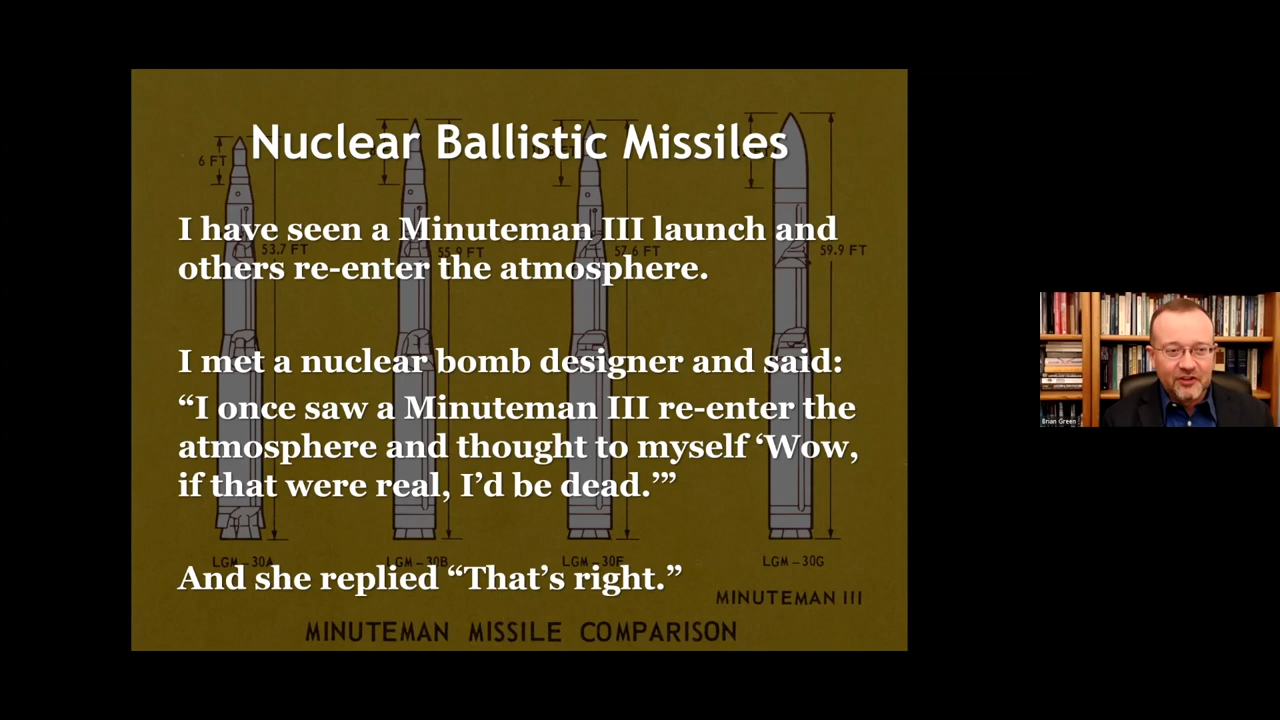 Nuclear Ballistic Missiles
6 FT
I have seen a Minuteman III launch and
53.7 FT
55.9 FT
57.6 FT
59.9 FT
others re-enter the atmosphere.
I met a nuclear bomb designer and said:
“I once saw a Minuteman III re-enter the
atmosphere and thought to myself ‘Wow,
if that were real, I’d be dead.’”
LGM-30A
LGM-30B
LGM-30F
LGM-30G
And she replied “That’s right.”
MINUTEMAN III
MINUTEMAN MISSILE COMPARISON
Brian Green